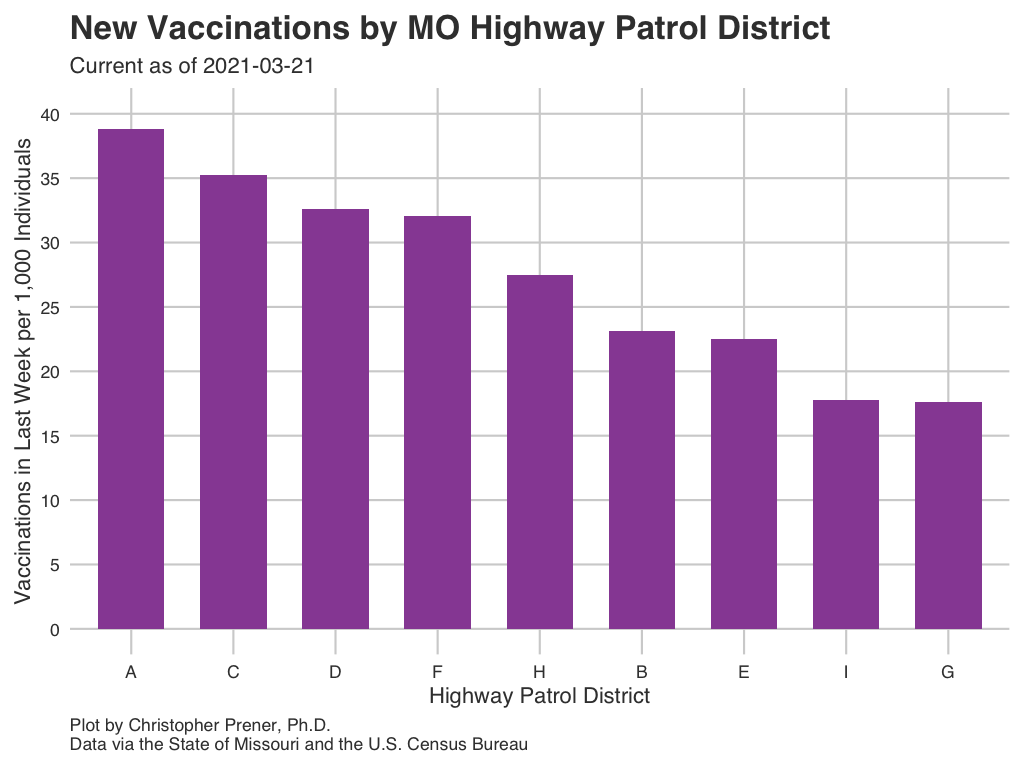 New Vaccinations by MO Highway Patrol District
Current as of 2021-03-21
Vaccinations in Last Week per 1,000 Individuals
40
35
30
25
20
15
10
5
0
A C D F H B E I G
Highway Patrol District
Plot by Christopher Prener, Ph.D.
Data via the State of Missouri and the U.S. Census Bureau